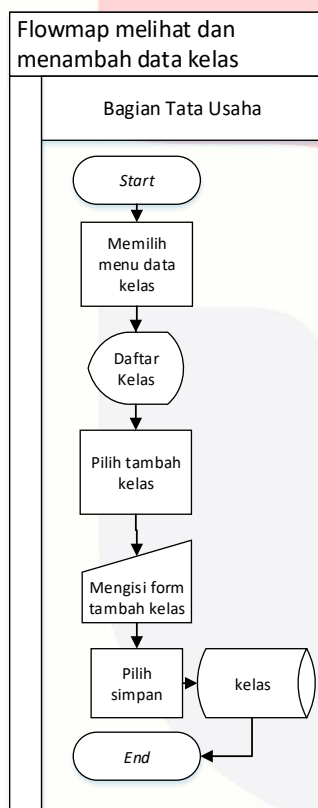 Flowmap melihat dan
menambah data kelas
Bagian Tata Usaha
Start
Memilih
menu data
kelas
Daftar
Kelas
Pilih tambah
kelas
Mengisi form
tambah kelas
Pilih
simpan
kelas
End